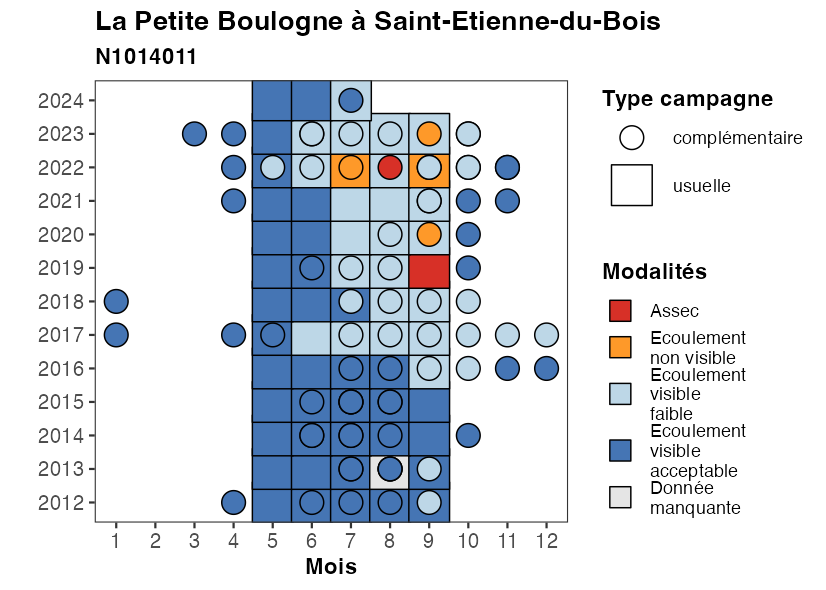 La Petite Boulogne à Saint-Etienne-du-Bois
N1014011
2024
2023
2022
2021
2020
2019
2018
2017
2016
2015
2014
2013
2012
1 2 3 4 5 6 7 8 9 10 11 12
Mois
Type campagne
complémentaire
usuelle
Modalités
Assec
Ecoulement
non visible
Ecoulement
visible
faible
Ecoulement
visible
acceptable
Donnée
manquante